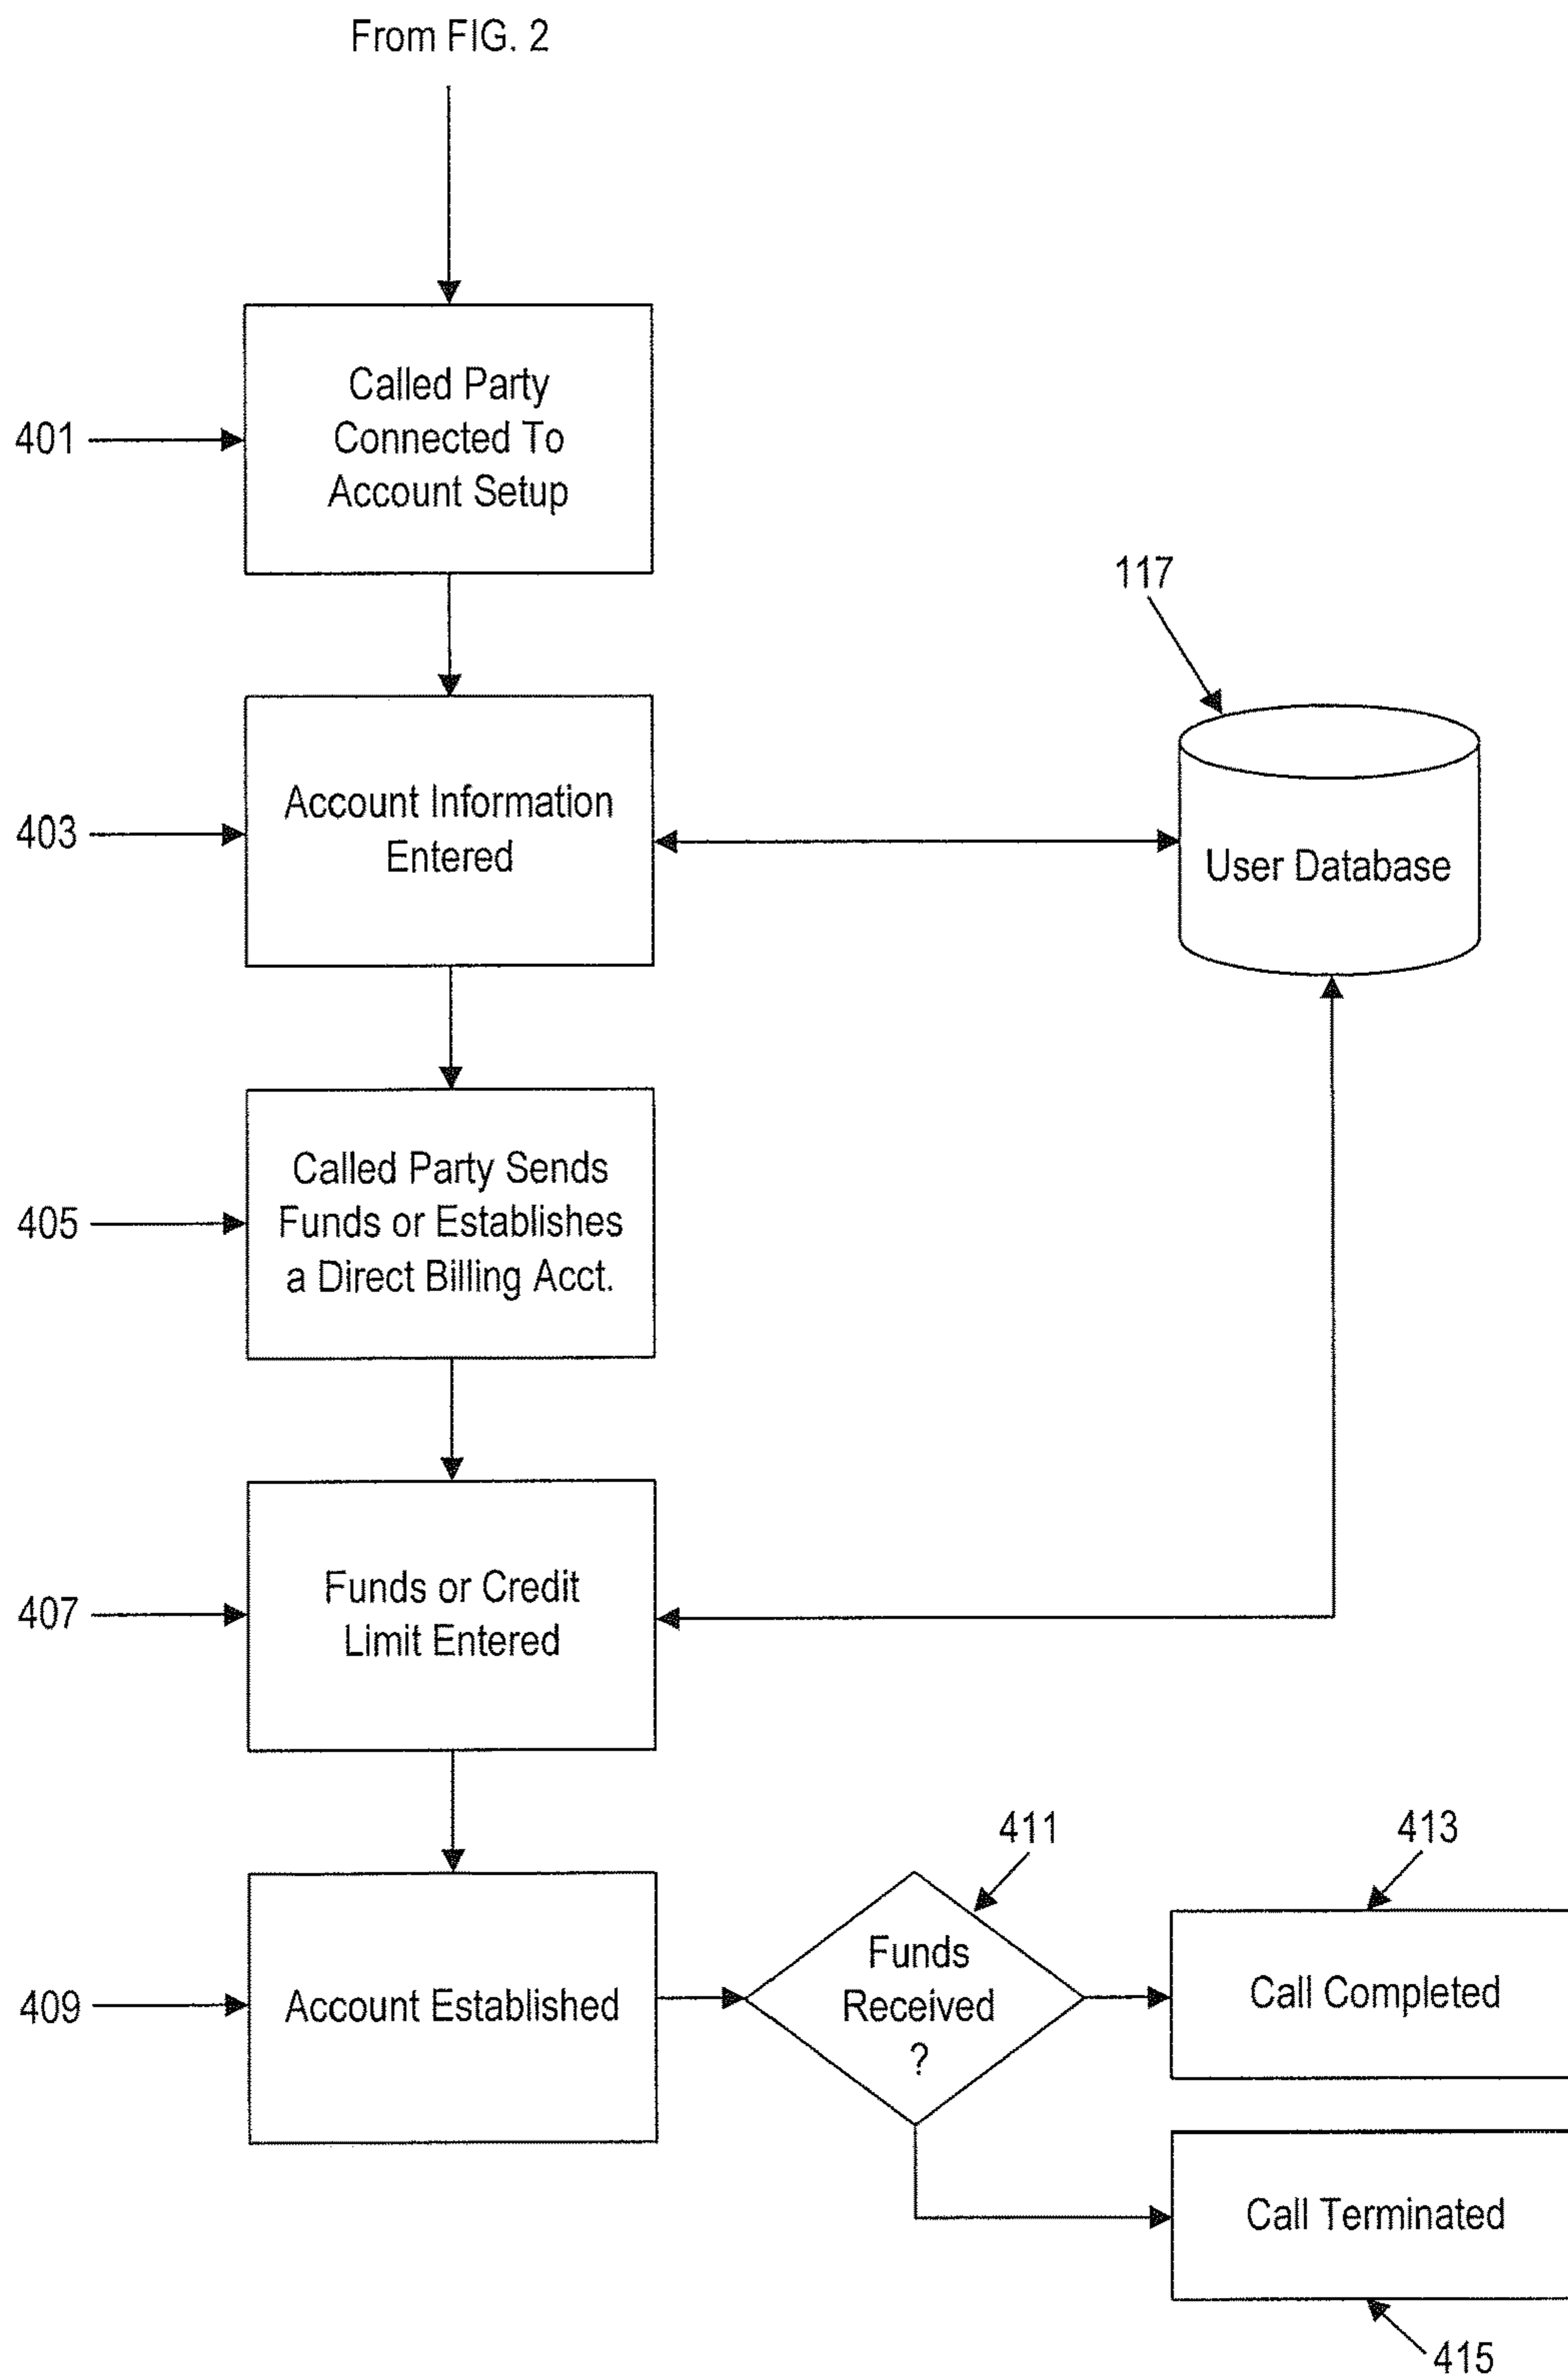 From FIG. 2
Called Party
Connected To
Account Setup
401
117
Account Information
Entered
403
User Database
Called Party Sends
Funds or Establishes
a Direct Billing Acct.
405
Funds or Credit
Limit Entered
407
411
413
Funds
Received
?
Call Completed
Account Established
409
Call Terminated
415